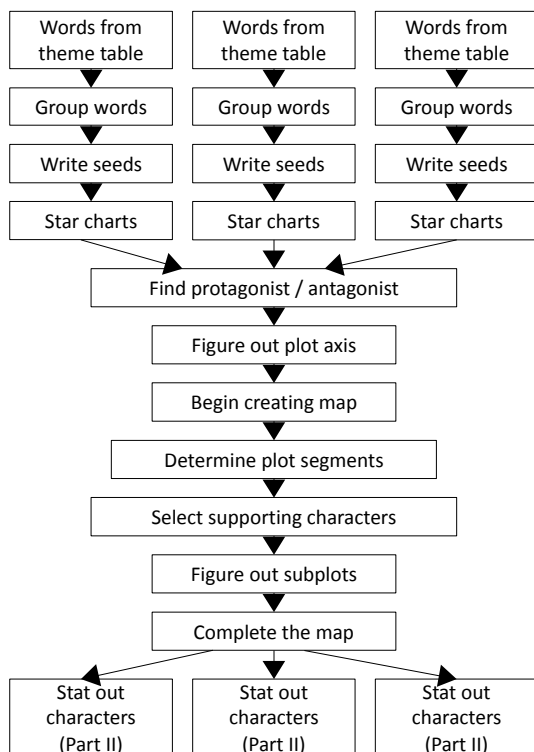 Words from
theme table
Words from
theme table
Words from
theme table
Group words
Group words
Group words
Write seeds
Write seeds
Write seeds
Star charts
Star charts
Star charts
Find protagonist / antagonist
Figure out plot axis
Begin creating map
Determine plot segments
Select supporting characters
Figure out subplots
Complete the map
Stat out
characters
(Part II)
Stat out
characters
(Part II)
Stat out
characters
(Part II)